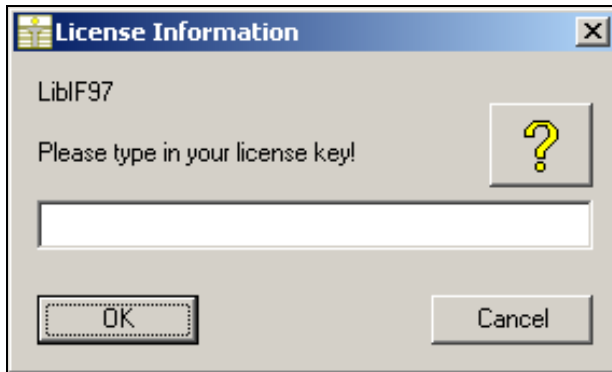 License Information
LibIF97
Please type in your license key!
?
OK
Cancel